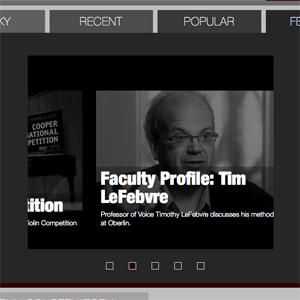 KY
RECENT
POPULAR
FE
COOPER
NATIONAL
PETITION
tition
iolin Competition
Faculty Profile: Tim
LeFebvre
Professor of Voice Timothy LeFebvre discusses his method
at Oberlin.